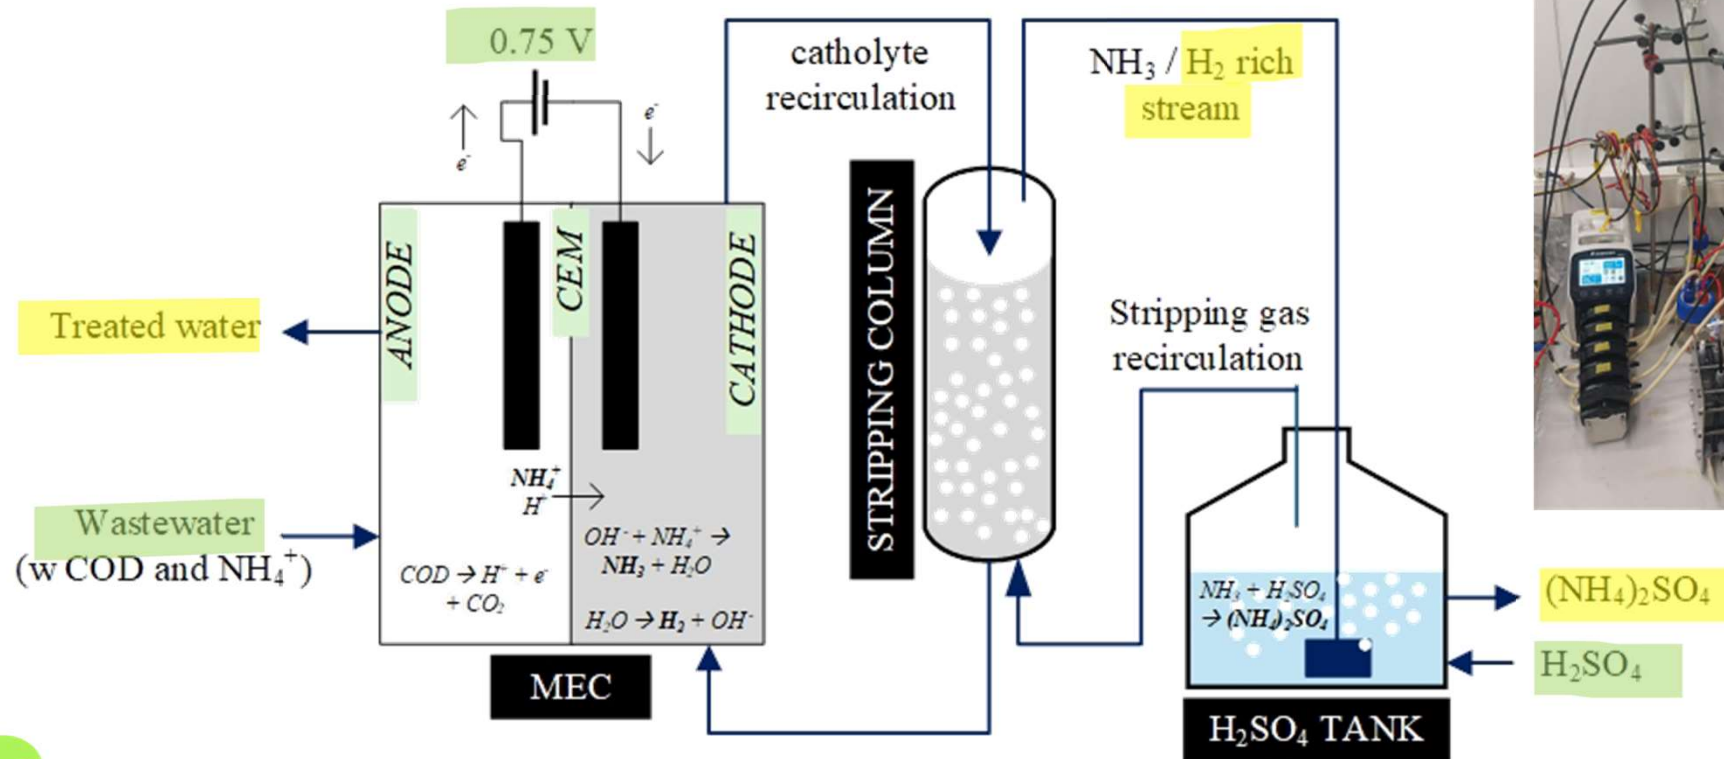 0.75 V
e-
e-
catholyte
recirculation
NH₃ / H₂ rich
stream
ANODE
CEM
CATHODE
STRIPPING COLUMN
Treated water
Stripping gas
recirculation
Wastewater
(w COD and NH₄⁺)
NH₄⁺
H⁺
COD → H⁺ + e-
+ CO₂
OH⁻ + NH₄⁺ →
NH₃ + H₂O
H₂O → H₂ + OH⁻
NH₃ + H₂SO₄
→ (NH₄)₂SO₄
(NH₄)₂SO₄
H₂SO₄
MEC
H₂SO₄ TANK